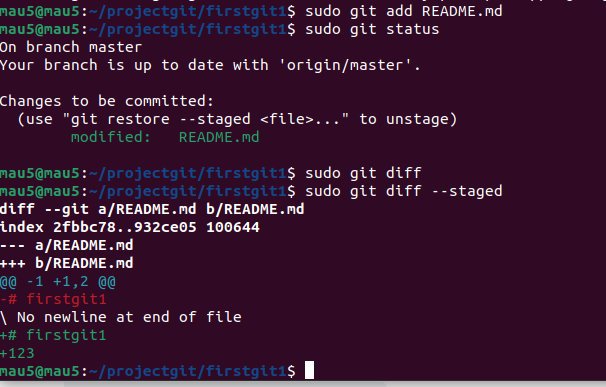 mau5@mau5:~/projectgit/firstgit1$ sudo git add README.md
mau5@mau5:~/projectgit/firstgit1$ sudo git status
On branch master
Your branch is up to date with 'origin/master'.

Changes to be committed:
  (use "git restore --staged <file>..." to unstage)
        modified:   README.md

mau5@mau5:~/projectgit/firstgit1$ sudo git diff
mau5@mau5:~/projectgit/firstgit1$ sudo git diff --staged
diff --git a/README.md b/README.md
index 2fbbc78..932ce05 100644
--- a/README.md
+++ b/README.md
@@ -1 +1,2 @@
-# firstgit1
\ No newline at end of file
+# firstgit1
+123
mau5@mau5:~/projectgit/firstgit1$